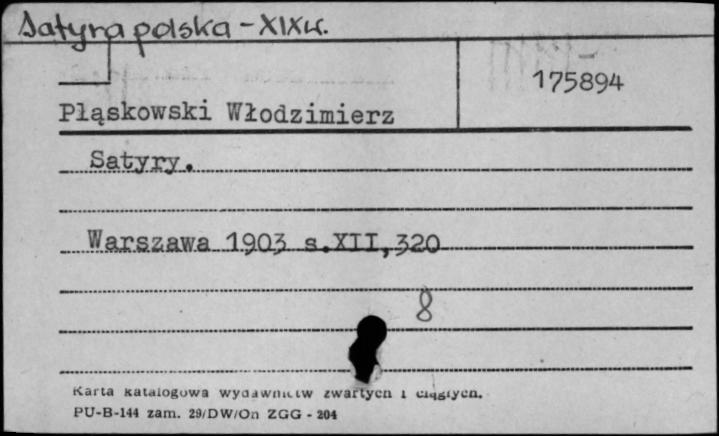 Satyra polska - XIXw.
175894
Pląskowski Włodzimierz
Satyry.
Warszawa 1903 s.XII,320
8
Karta katalogowa wydawnictw zwartych i ciągłych.
PU-B-144 zam. 29/DW/On ZGG - 204